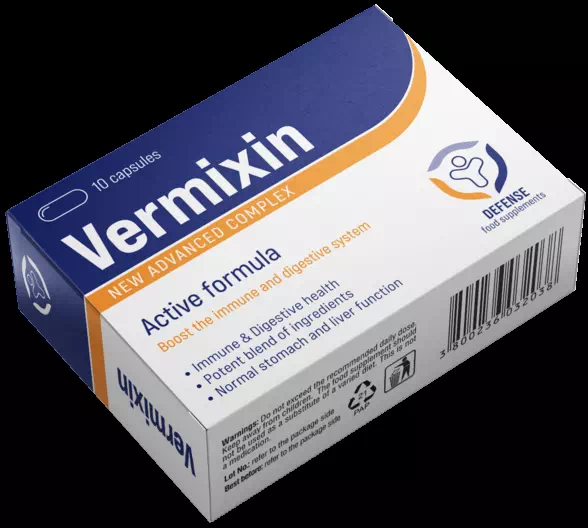 10 capsules
Vermixin
NEW ADVANCED COMPLEX
Active formula
Boost the immune and digestive system
• Immune & Digestive health
• Potent blend of ingredients
• Normal stomach and liver function
DEFENSE
food supplements
Vermixin
Warnings: Do not exceed the recommended daily dose.
Keep away from children. The food supplement should
not be used as a substitute of a varied diet. This is not
a medication.
Lot No.: refer to the package side
Best before: refer to the package side
21
PAP
3800236032038